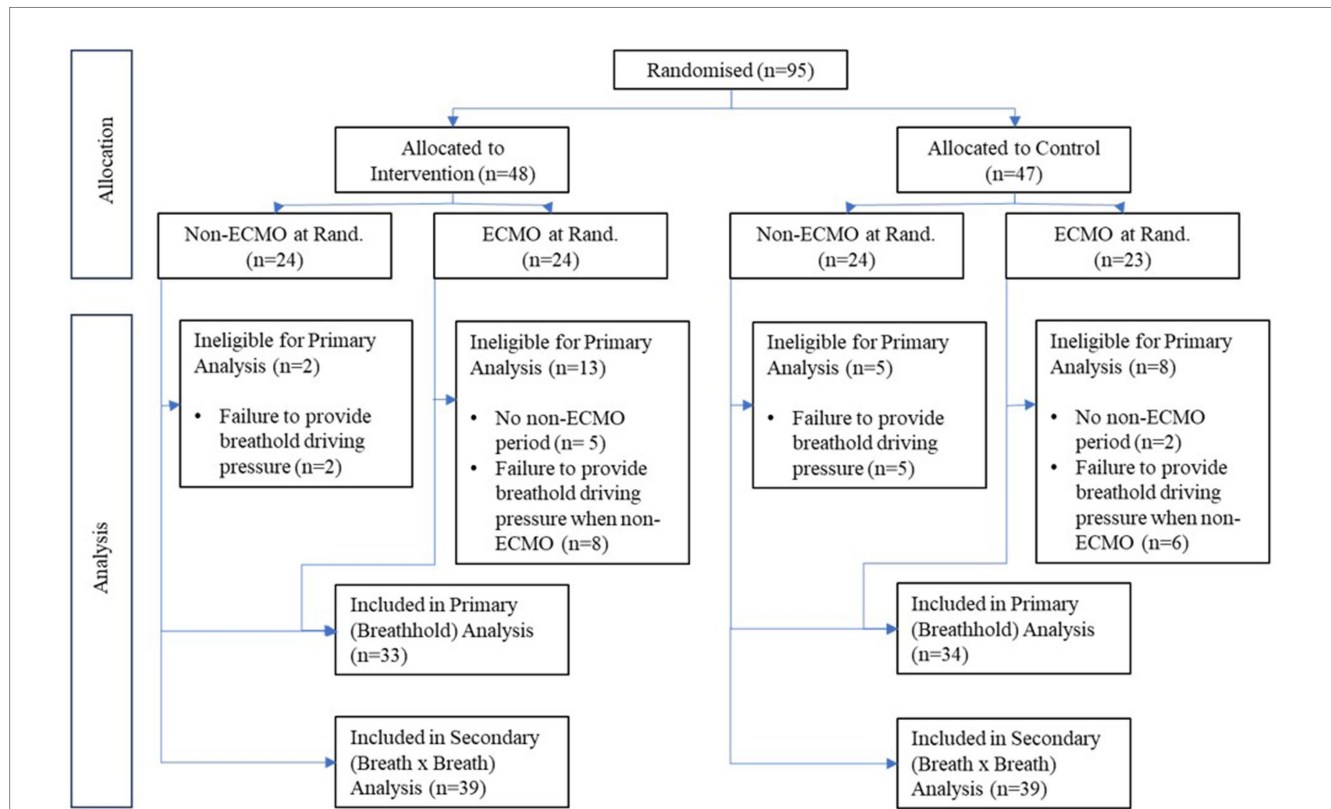 Allocation
Randomised (n=95)
Allocated to
Intervention (n=48)
Allocated to Control
(n=47)
Non-ECMO at Rand.
(n=24)
ECMO at Rand.
(n=24)
Non-ECMO at Rand.
(n=24)
ECMO at Rand.
(n=23)
Analysis
Ineligible for Primary
Analysis (n=2)
• Failure to provide
breathold driving
pressure (n=2)
Ineligible for Primary
Analysis (n=13)
• No non-ECMO
period (n= 5)
• Failure to provide
breathold driving
pressure when non-
ECMO (n=8)
Ineligible for Primary
Analysis (n=5)
• Failure to provide
breathold driving
pressure (n=5)
Ineligible for Primary
Analysis (n=8)
• No non-ECMO
period (n=2)
• Failure to provide
breathold driving
pressure when non-
ECMO (n=6)
Included in Primary
(Breathhold) Analysis
(n=33)
Included in Primary
(Breathhold) Analysis
(n=34)
Included in Secondary
(Breath x Breath)
Analysis (n=39)
Included in Secondary
(Breath x Breath)
Analysis (n=39)